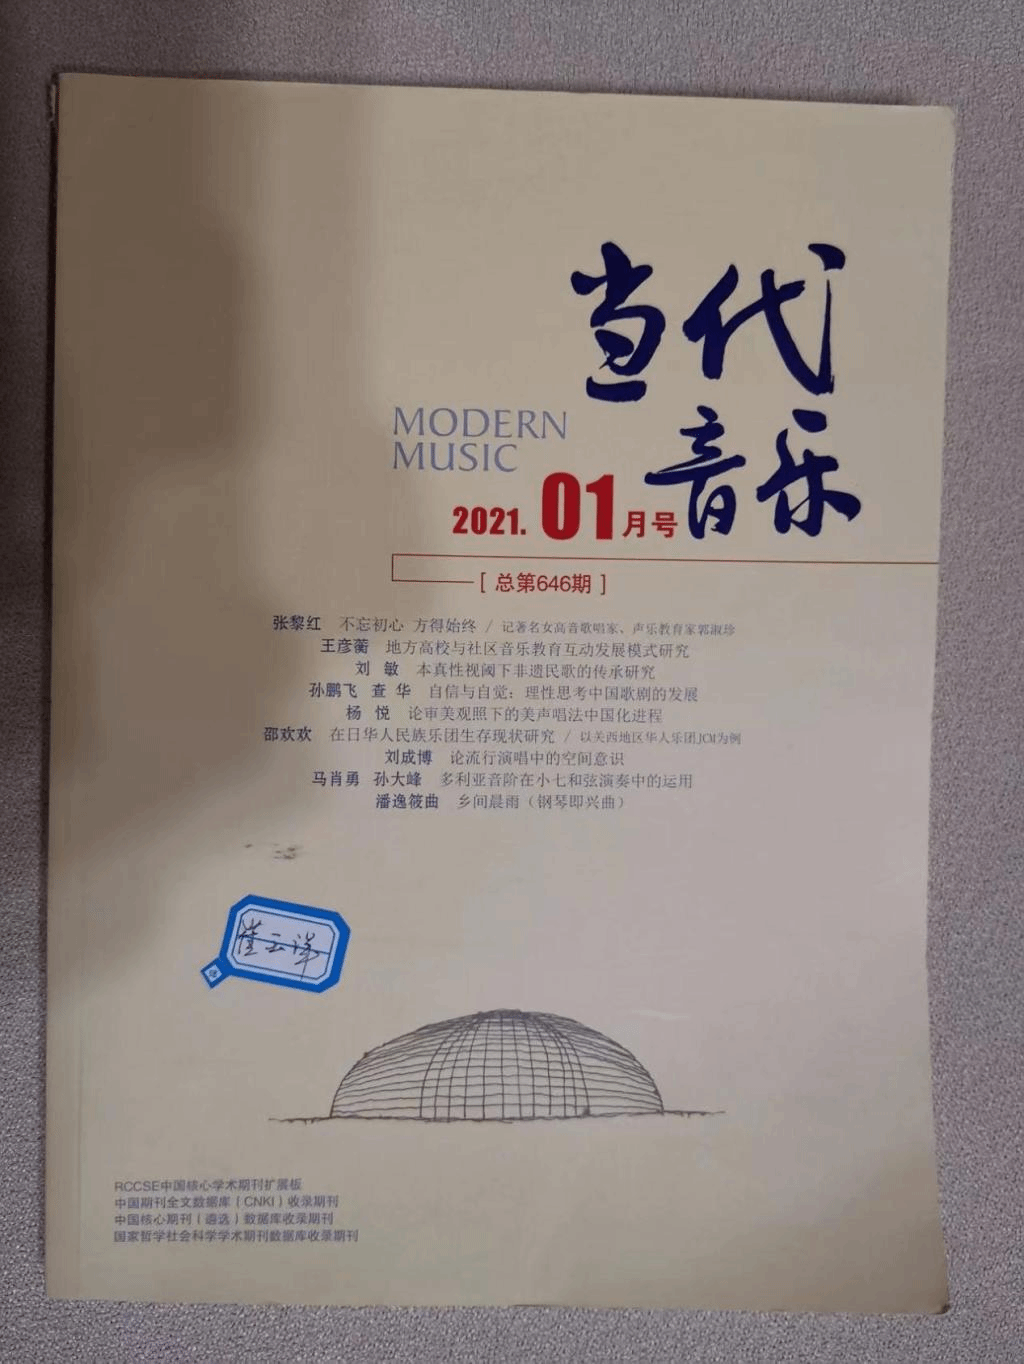 当代
音乐
MODERN
MUSIC
2021. 01月号
[ 总第646期 ]
张黎红 不忘初心 方得始终 / 记著名女高音歌唱家、声乐教育家郭淑珍
王彦蘅 地方高校与社区音乐教育互动发展模式研究
刘 敏 本真性视阈下非遗民歌的传承研究
孙鹏飞 查 华 自信与自觉：理性思考中国歌剧的发展
杨 悦 论审美观照下的美声唱法中国化进程
邵欢欢 在日华人民族乐团生存现状研究 / 以关西地区华人乐团JCM为例
刘成博 论流行演唱中的空间意识
马肖勇 孙大峰 多利亚音阶在小七和弦演奏中的运用
潘逸筱曲 乡间晨雨（钢琴即兴曲）
崔云洋
RCCSE中国核心学术期刊扩展板
中国期刊全文数据库（CNKI）收录期刊
中国核心期刊（遴选）数据库收录期刊
国家哲学社会科学学术期刊数据库收录期刊